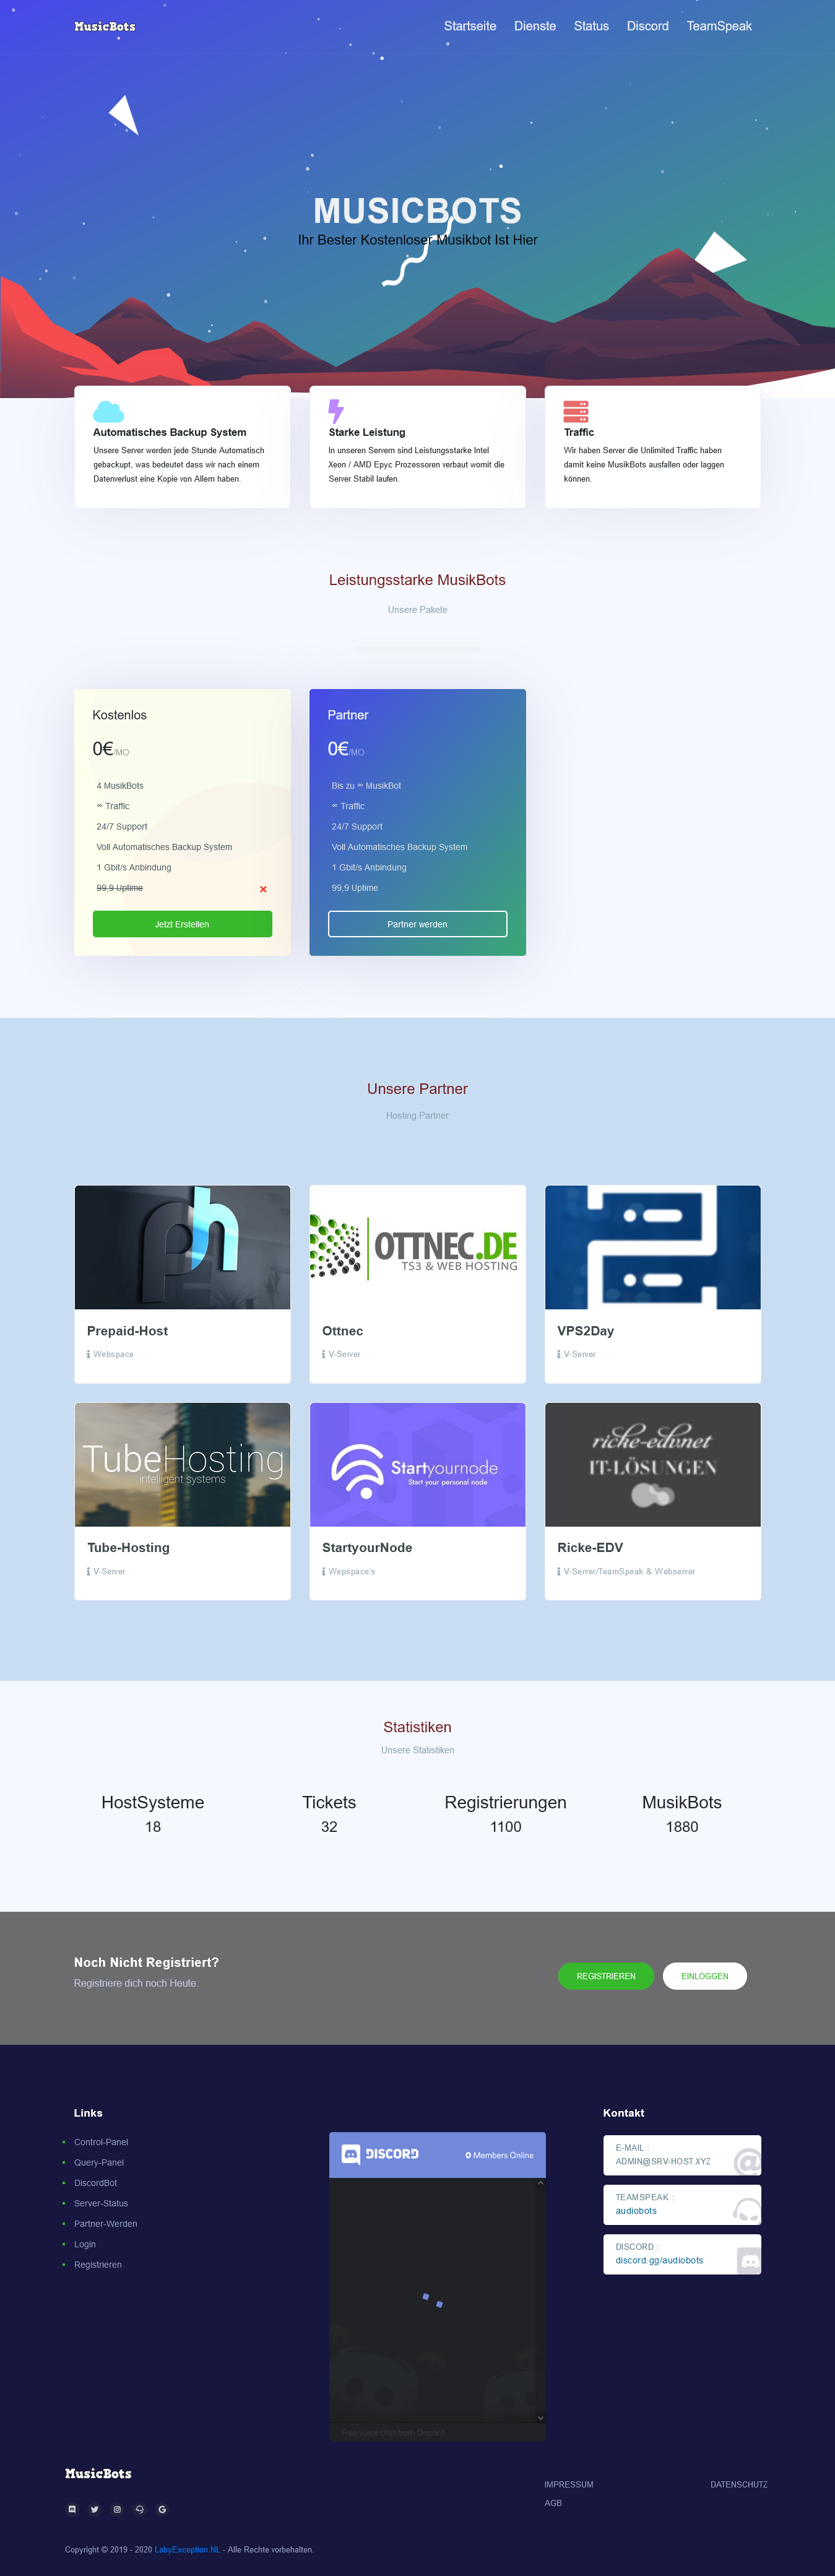 MusicBots
Startseite
Dienste
Status
Discord
TeamSpeak
MUSICBOTS
Ihr Bester Kostenloser Musikbot Ist Hier
Automatisches Backup System
Unsere Server werden jede Stunde Automatisch
gebackupt, was bedeutet dass wir nach einem
Datenverlust eine Kopie von Allem haben.
Starke Leistung
In unseren Servern sind Leistungsstarke Intel
Xeon / AMD Epyc Prozessoren verbaut womit die
Server Stabil laufen.
Traffic
Wir haben Server die Unlimited Traffic haben
damit keine MusikBots ausfallen oder laggen
können.
Leistungsstarke MusikBots
Unsere Pakete
Kostenlos
0€/MO
4 MusikBots
∞ Traffic
24/7 Support
Voll Automatisches Backup System
1 Gbit/s Anbindung
99,9 Uptime
Jetzt Erstellen
Partner
0€/MO
Bis zu ∞ MusikBot
∞ Traffic
24/7 Support
Voll Automatisches Backup System
1 Gbit/s Anbindung
99,9 Uptime
Partner werden
Unsere Partner
Hosting Partner
ph
Prepaid-Host
Webspace
OTTNEC.DE
TS3 & WEB HOSTING
Ottnec
V-Server
VPS2Day
V-Server
TubeHosting
intelligent systems
Tube-Hosting
V-Server
Startyournode
Start your personal node
StartyourNode
Wepspace's
ricke-edv.net
IT-LÖSUNGEN
Ricke-EDV
V-Server/TeamSpeak & Webserver
Statistiken
Unsere Statistiken
HostSysteme
18
Tickets
32
Registrierungen
1100
MusikBots
1880
Noch Nicht Registriert?
Registriere dich noch Heute.
REGISTRIEREN
EINLOGGEN
Links
Control-Panel
Query-Panel
DiscordBot
Server-Status
Partner-Werden
Login
Registrieren
DISCORD
0 Members Online
Free voice chat from Discord
Kontakt
E-MAIL :
ADMIN@SRV-HOST.XYZ
TEAMSPEAK :
audiobots
DISCORD :
discord.gg/audiobots
MusicBots
IMPRESSUM
DATENSCHUTZ
AGB
Copyright © 2019 - 2020 LabyException.NL - Alle Rechte vorbehalten.